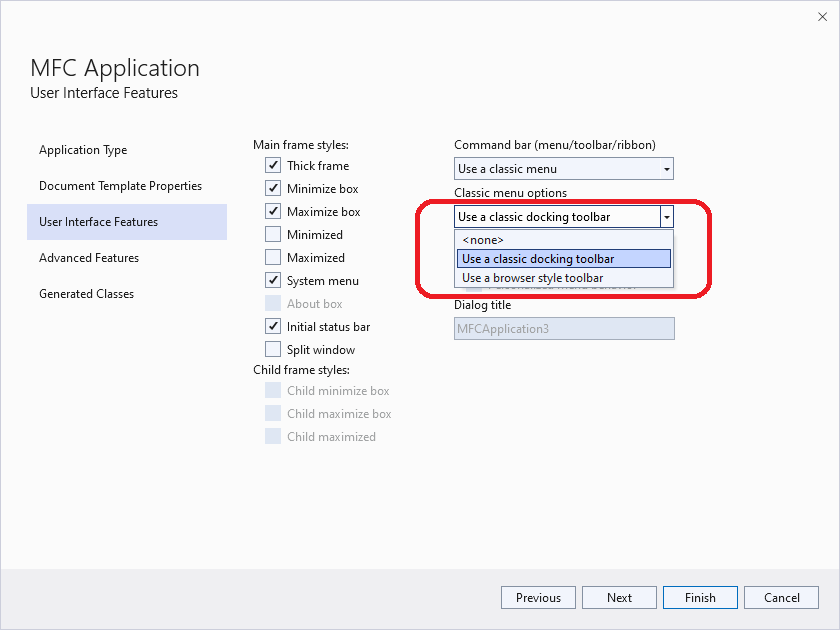 MFC Application
User Interface Features
Application Type
Document Template Properties
User Interface Features
Advanced Features
Generated Classes
Main frame styles:
Thick frame
Minimize box
Maximize box
Minimized
Maximized
System menu
About box
Initial status bar
Split window
Child frame styles:
Child minimize box
Child maximize box
Child maximized
Command bar (menu/toolbar/ribbon)
Use a classic menu
Classic menu options
Use a classic docking toolbar
<none>
Use a classic docking toolbar
Use a browser style toolbar
Dialog title
MFCApplication3
Previous
Next
Finish
Cancel